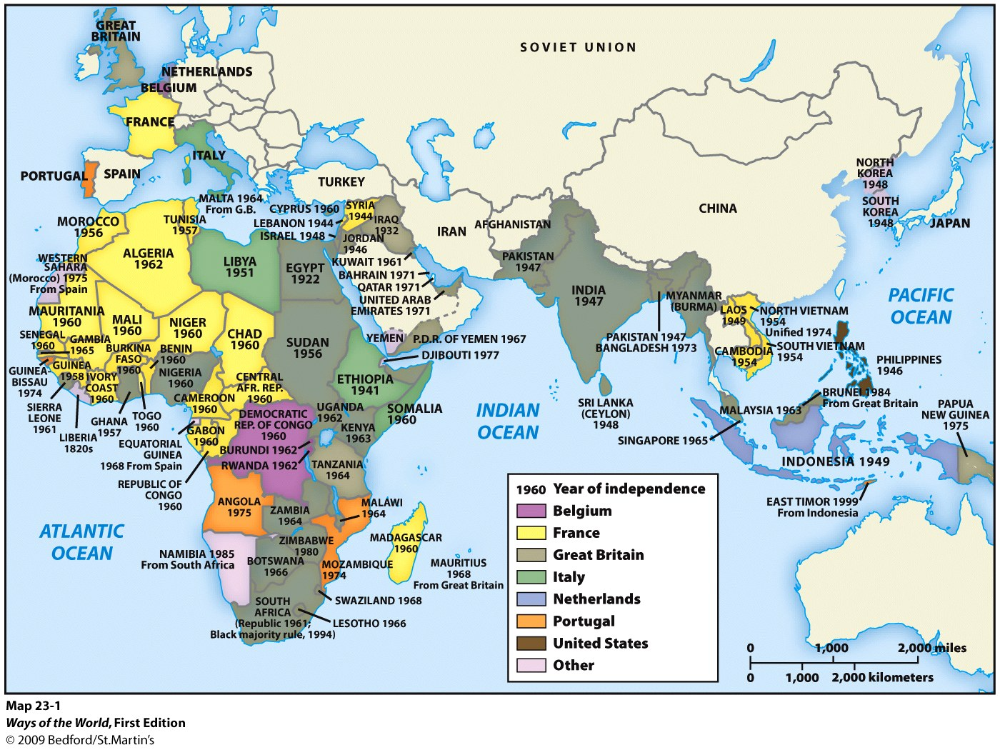 GREAT
BRITAIN
NETHERLANDS
BELGIUM
FRANCE
ITALY
PORTUGAL
SPAIN
SOVIET UNION
TURKEY
MALTA 1964
From G.B.
CYPRUS 1960
LEBANON 1944
ISRAEL 1948
SYRIA
1944
IRAQ
1932
JORDAN
1946
IRAN
AFGHANISTAN
CHINA
NORTH
KOREA
1948
SOUTH
KOREA
1948
JAPAN
MOROCCO
1956
TUNISIA
1957
ALGERIA
1962
LIBYA
1951
EGYPT
1922
WESTERN
SAHARA
(Morocco) 1975
From Spain
KUWAIT 1961
BAHRAIN 1971
QATAR 1971
UNITED ARAB
EMIRATES 1971
PAKISTAN
1947
INDIA
1947
MYANMAR
(BURMA)
PAKISTAN 1947
BANGLADESH 1973
LAOS
1949
NORTH VIETNAM
1954
Unified 1974
SOUTH VIETNAM
1954
CAMBODIA
1954
PACIFIC
OCEAN
PHILIPPINES
1946
MAURITANIA
1960
MALI
1960
NIGER
1960
CHAD
1960
SUDAN
1956
YEMEN
P.D.R. OF YEMEN 1967
DJIBOUTI 1977
SENEGAL
1960
GAMBIA
1965
BURKINA
FASO
1960
BENIN
1960
GUINEA-
BISSAU
1974
GUINEA
1958
IVORY
COAST
1960
NIGERIA
1960
SIERRA
LEONE
1961
LIBERIA
1820s
GHANA
1957
TOGO
1960
CAMEROON
1960
CENTRAL
AFR. REP.
1960
ETHIOPIA
1941
SOMALIA
1960
UGANDA
1962
KENYA
1963
EQUATORIAL
GUINEA
1968 From Spain
GABON
1960
REPUBLIC OF
CONGO
1960
DEMOCRATIC
REP. OF CONGO
1960
BURUNDI 1962
RWANDA 1962
TANZANIA
1964
SRI LANKA
(CEYLON)
1948
INDIAN
OCEAN
MALAYSIA 1963
SINGAPORE 1965
BRUNEI 1984
From Great Britain
INDONESIA 1949
PAPUA
NEW GUINEA
1975
EAST TIMOR 1999
From Indonesia
ATLANTIC
OCEAN
ANGOLA
1975
ZAMBIA
1964
MALAWI
1964
NAMIBIA 1985
From South Africa
ZIMBABWE
1980
BOTSWANA
1966
MOZAMBIQUE
1974
MADAGASCAR
1960
MAURITIUS
1968
From Great Britain
SOUTH
AFRICA
(Republic 1961;
Black majority rule, 1994)
SWAZILAND 1968
LESOTHO 1966
1960 Year of independence
Belgium
France
Great Britain
Italy
Netherlands
Portugal
United States
Other
0 1,000 2,000 miles
0 1,000 2,000 kilometers
Map 23-1
Ways of the World, First Edition
© 2009 Bedford/St.Martin's